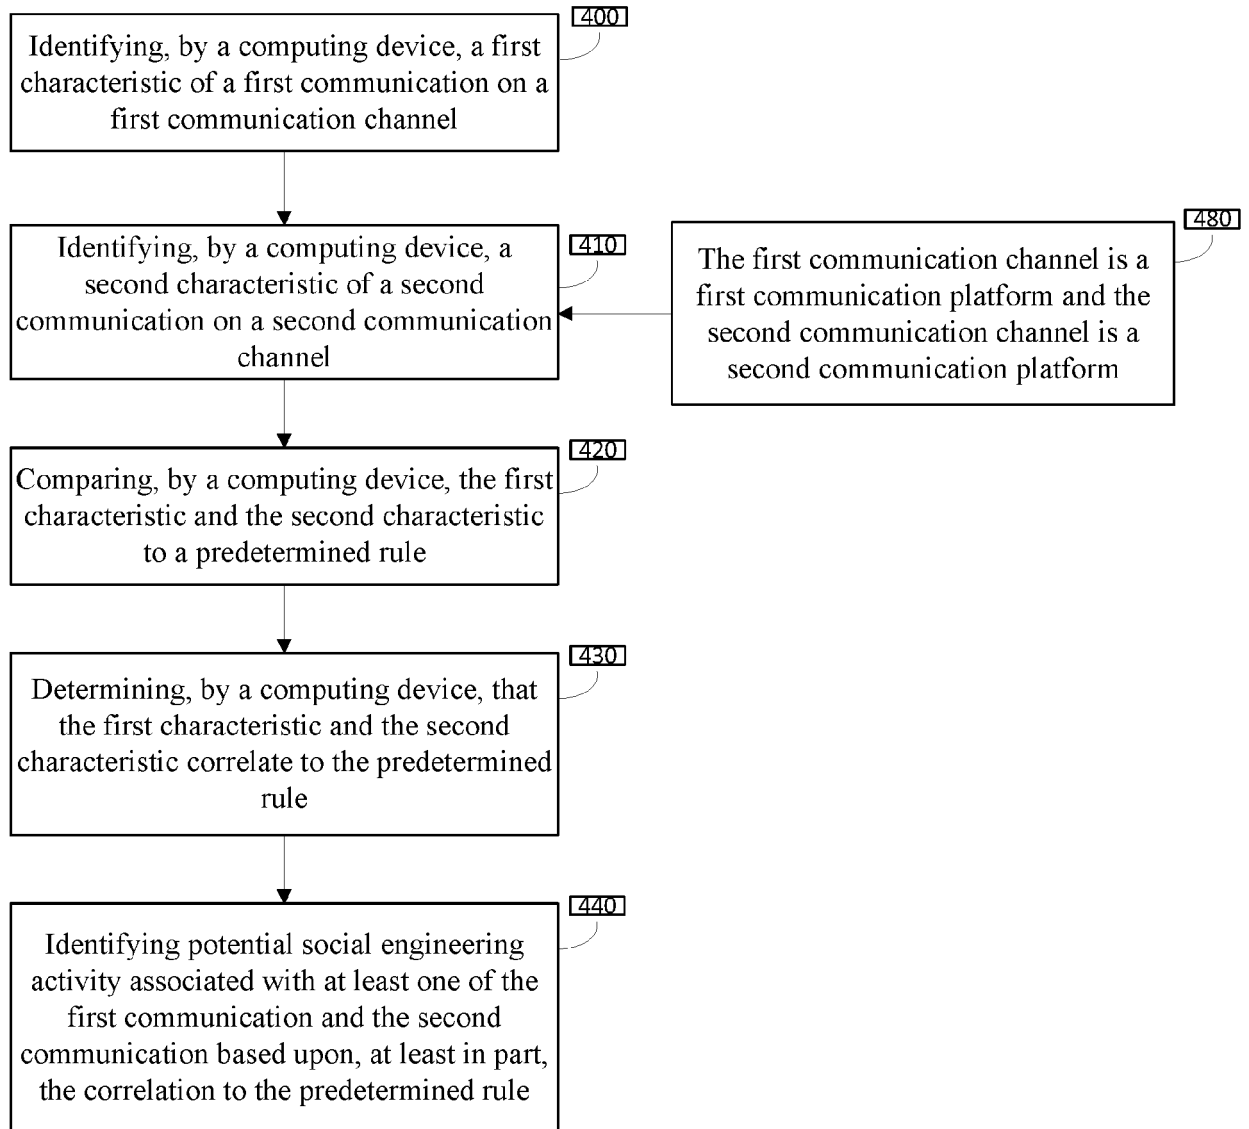 400
Identifying, by a computing device, a first
characteristic of a first communication on a
first communication channel
410
Identifying, by a computing device, a
second characteristic of a second
communication on a second communication
channel
480
The first communication channel is a
first communication platform and the
second communication channel is a
second communication platform
420
Comparing, by a computing device, the first
characteristic and the second characteristic
to a predetermined rule
430
Determining, by a computing device, that
the first characteristic and the second
characteristic correlate to the predetermined
rule
440
Identifying potential social engineering
activity associated with at least one of the
first communication and the second
communication based upon, at least in part,
the correlation to the predetermined rule